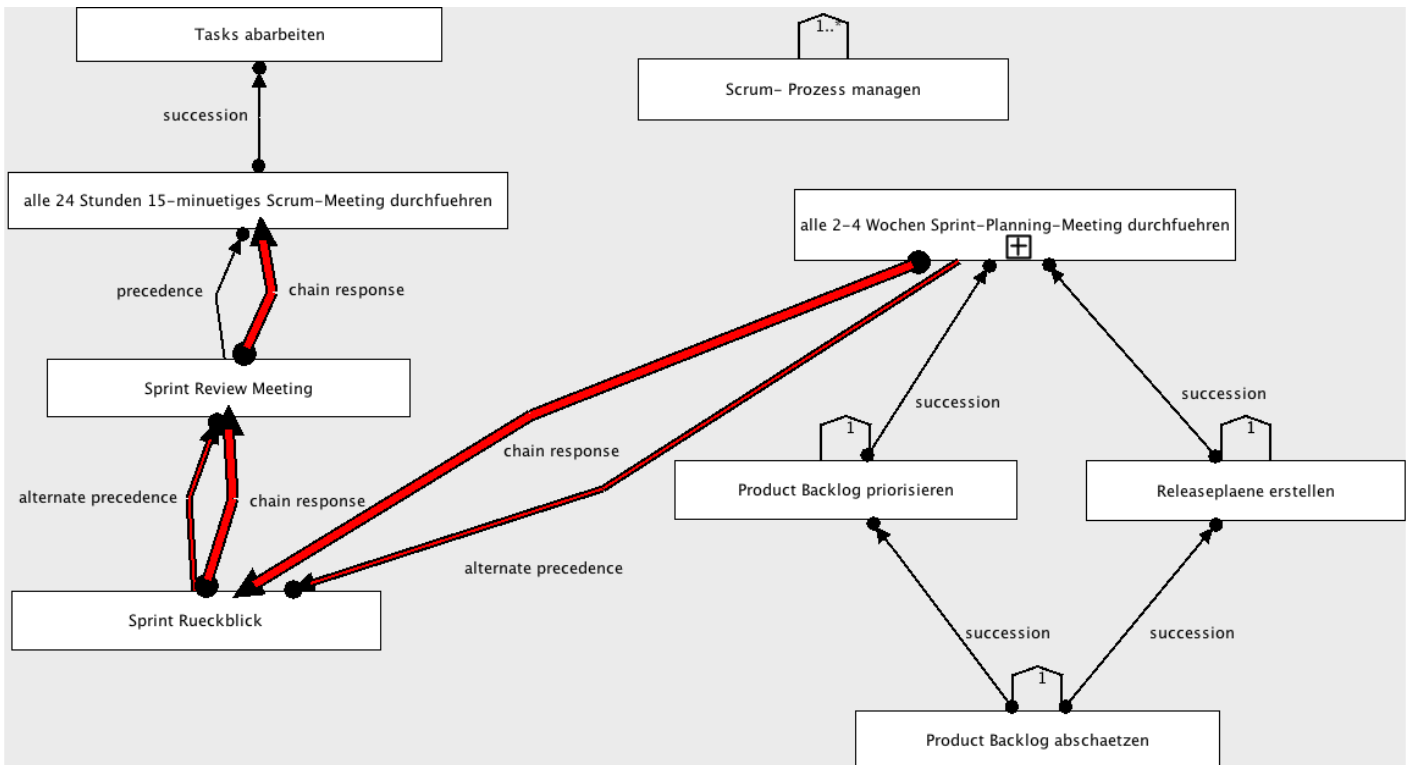 Tasks abarbeiten
1..*
Scrum- Prozess managen
succession
alle 24 Stunden 15-minuetiges Scrum-Meeting durchfuehren
alle 2-4 Wochen Sprint-Planning-Meeting durchfuehren
precedence
chain response
Sprint Review Meeting
succession
succession
1
1
chain response
Product Backlog priorisieren
Releaseplaene erstellen
alternate precedence
chain response
alternate precedence
Sprint Rueckblick
succession
succession
1
Product Backlog abschaetzen